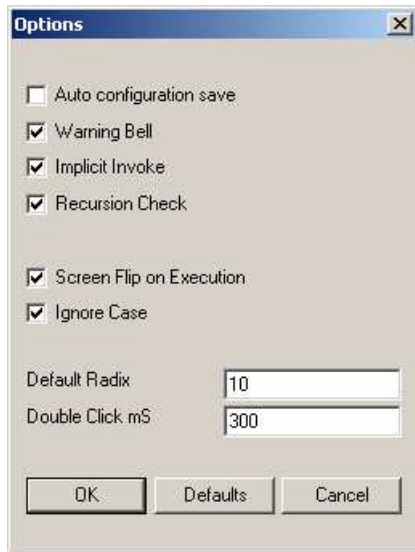 Options
Auto configuration save
Warning Bell
Implicit Invoke
Recursion Check
Screen Flip on Execution
Ignore Case
Default Radix 10
Double Click mS 300
OK Defaults Cancel